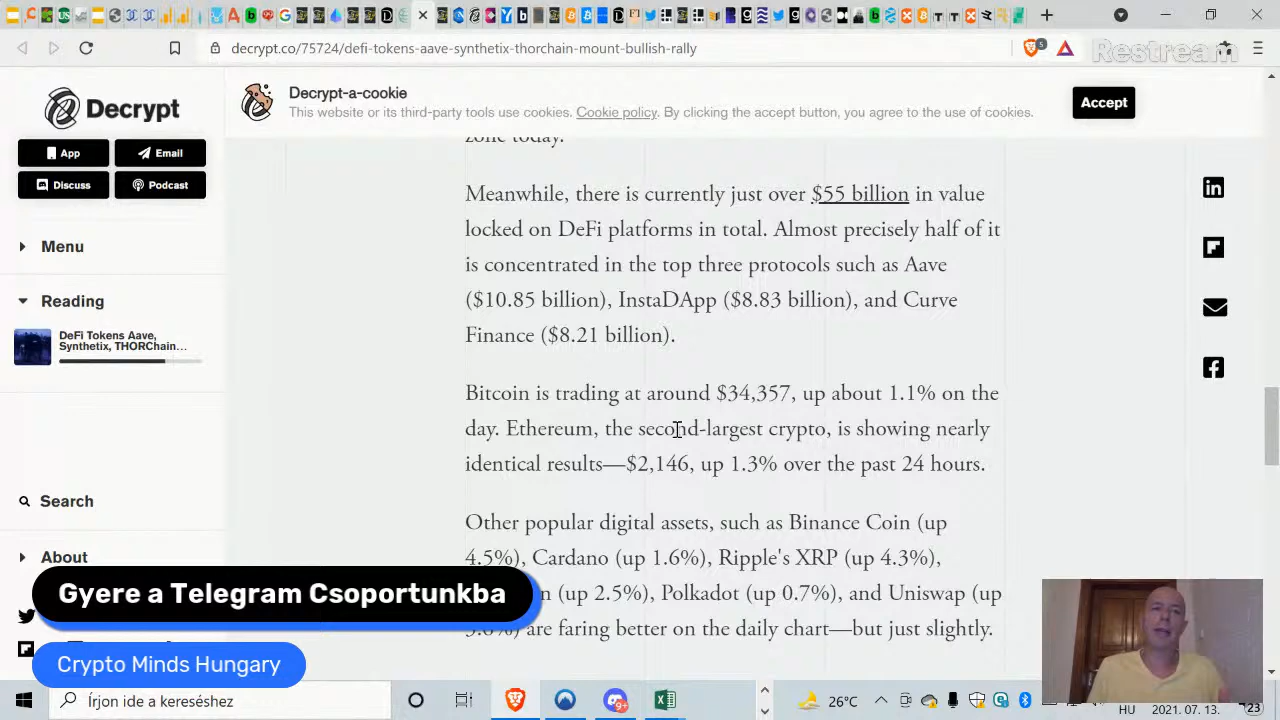 decrypt.co/75724/defi-tokens-aave-synthetix-thorchain-mount-bullish-rally
5
Restream
Decrypt
App
Email
Discuss
Podcast
Menu
Reading
DeFi Tokens Aave,
Synthetix, THORChain...
Search
About
Decrypt-a-cookie
This website or its third-party tools use cookies. Cookie policy. By clicking the accept button, you agree to the use of cookies.
Accept
zone today.
Meanwhile, there is currently just over $55 billion in value
locked on DeFi platforms in total. Almost precisely half of it
is concentrated in the top three protocols such as Aave
($10.85 billion), InstaDApp ($8.83 billion), and Curve
Finance ($8.21 billion).
Bitcoin is trading at around $34,357, up about 1.1% on the
day. Ethereum, the second-largest crypto, is showing nearly
identical results—$2,146, up 1.3% over the past 24 hours.
Other popular digital assets, such as Binance Coin (up
4.5%), Cardano (up 1.6%), Ripple's XRP (up 4.3%),
(up 2.5%), Polkadot (up 0.7%), and Uniswap (up
are faring better on the daily chart—but just slightly.
Gyere a Telegram Csoportunkba
Crypto Minds Hungary
Írjon ide a kereséshez
9+
26°C
HU
2021. 07. 13.
23